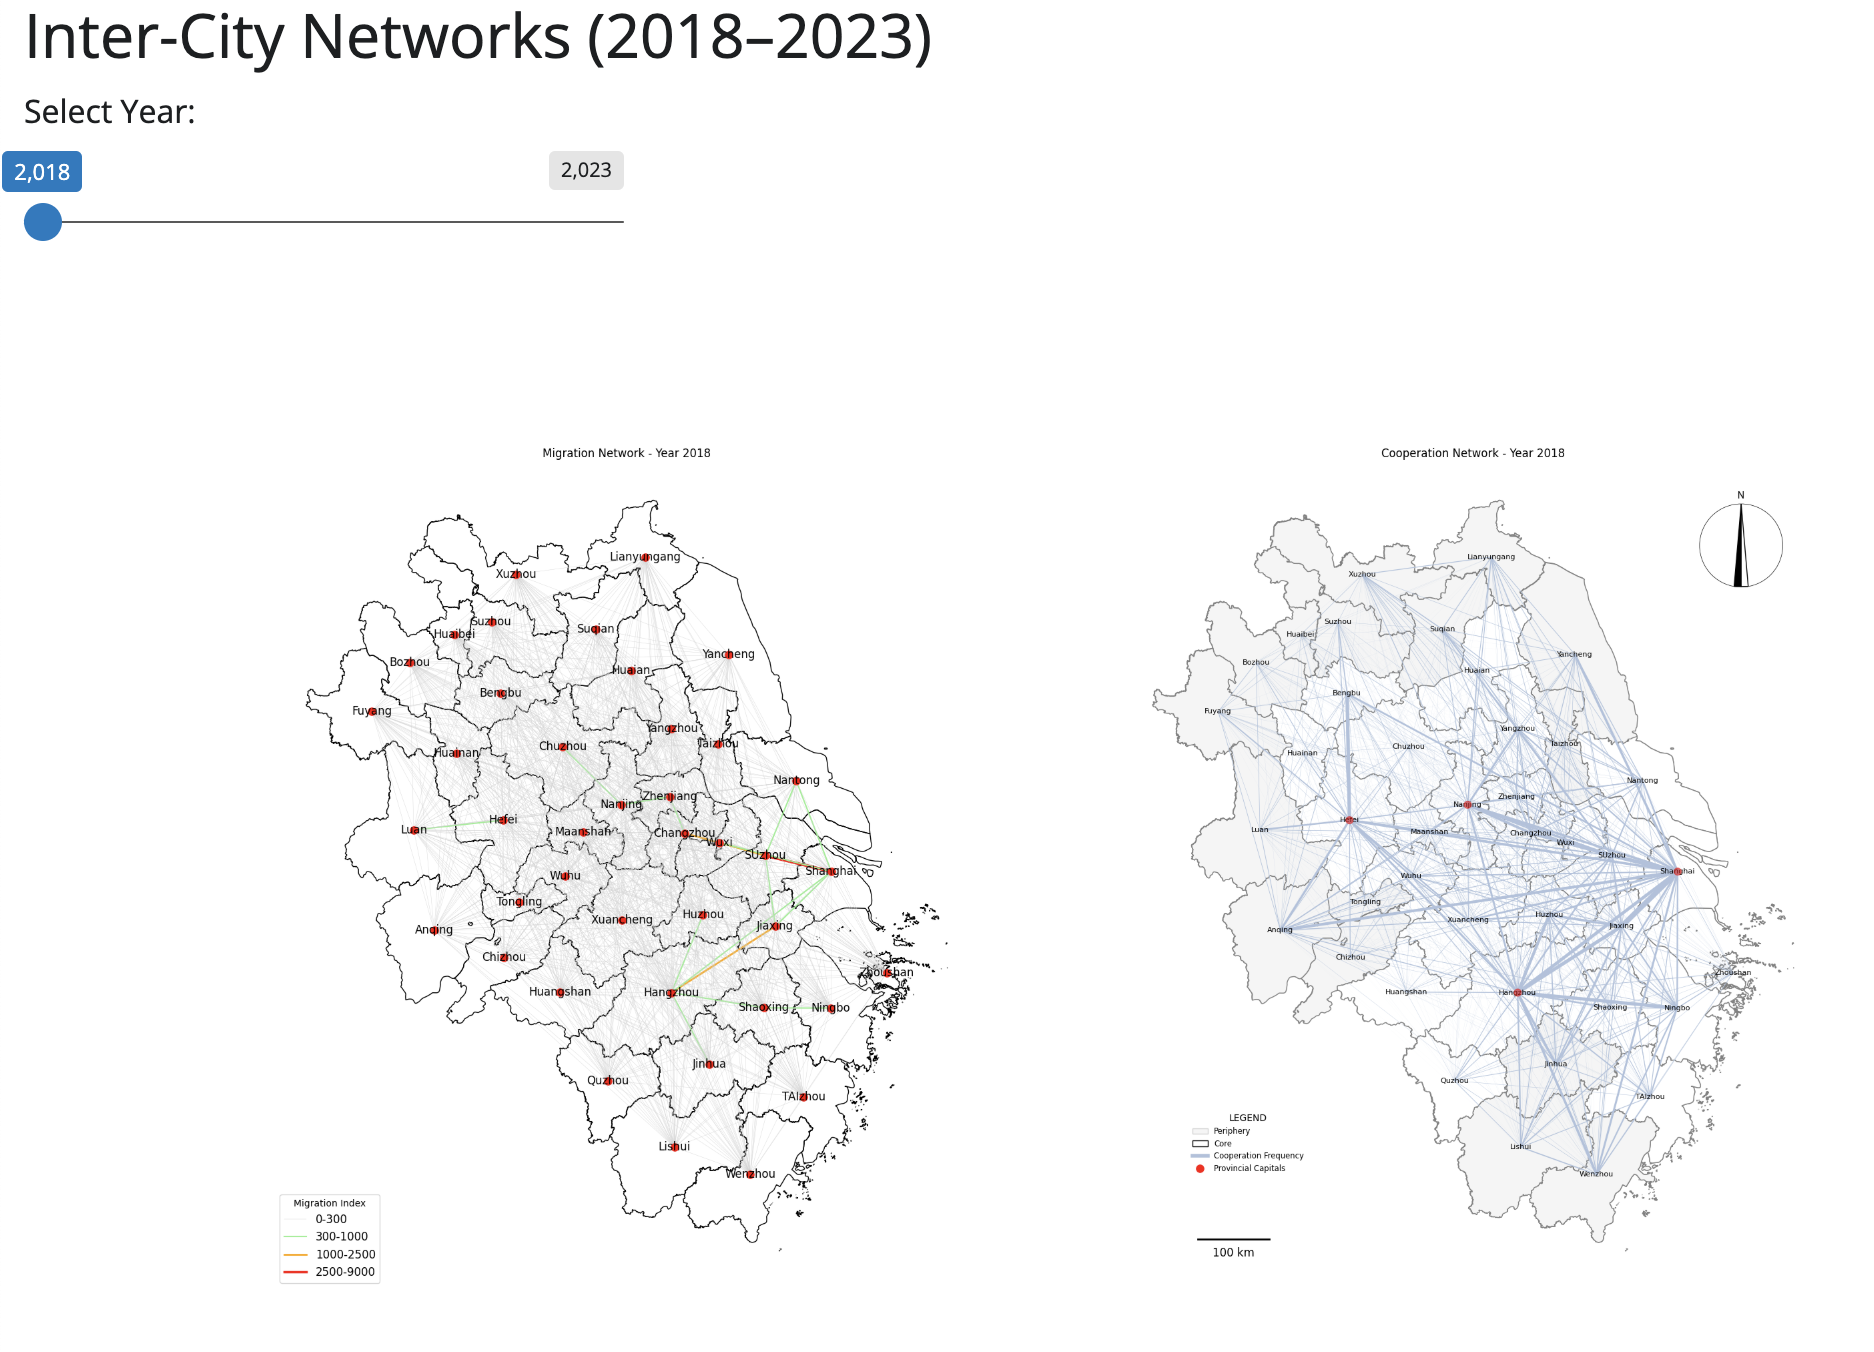 Inter-City Networks (2018–2023)
Select Year:
2,018
2,023
Migration Network - Year 2018
Lianyungang
Xuzhou
Suzhou
Huaibei
Suqian
Yancheng
Bozhou
Huaian
Bengbu
Fuyang
Yangzhou
Taizhou
Chuzhou
Huainan
Nantong
Zhenjiang
Nanjing
Hefei
Luan
Maanshan
Changzhou
Wuxi
SUzhou
Shanghai
Wuhu
Tongling
Huzhou
Xuancheng
Jiaxing
Anqing
Chizhou
Zhoushan
Huangshan
Hangzhou
Shaoxing
Ningbo
Jinhua
Quzhou
TAIzhou
Lishui
Wenzhou
Migration Index
0-300
300-1000
1000-2500
2500-9000
Cooperation Network - Year 2018
N
Lianyungang
Xuzhou
Suzhou
Suqian
Huaibei
Yancheng
Bozhou
Huaian
Bengbu
Fuyang
Yangzhou
Taizhou
Chuzhou
Huainan
Nantong
Zhenjiang
Nanjing
Hefei
Luan
Maanshan
Changzhou
Wuxi
SUzhou
Shanghai
Wuhu
Tongling
Huzhou
Xuancheng
Jiaxing
Anqing
Chizhou
Zhoushan
Huangshan
Hangzhou
Shaoxing
Ningbo
Jinhua
Quzhou
TAIzhou
Lishui
Wenzhou
LEGEND
Periphery
Core
Cooperation Frequency
Provincial Capitals
100 km